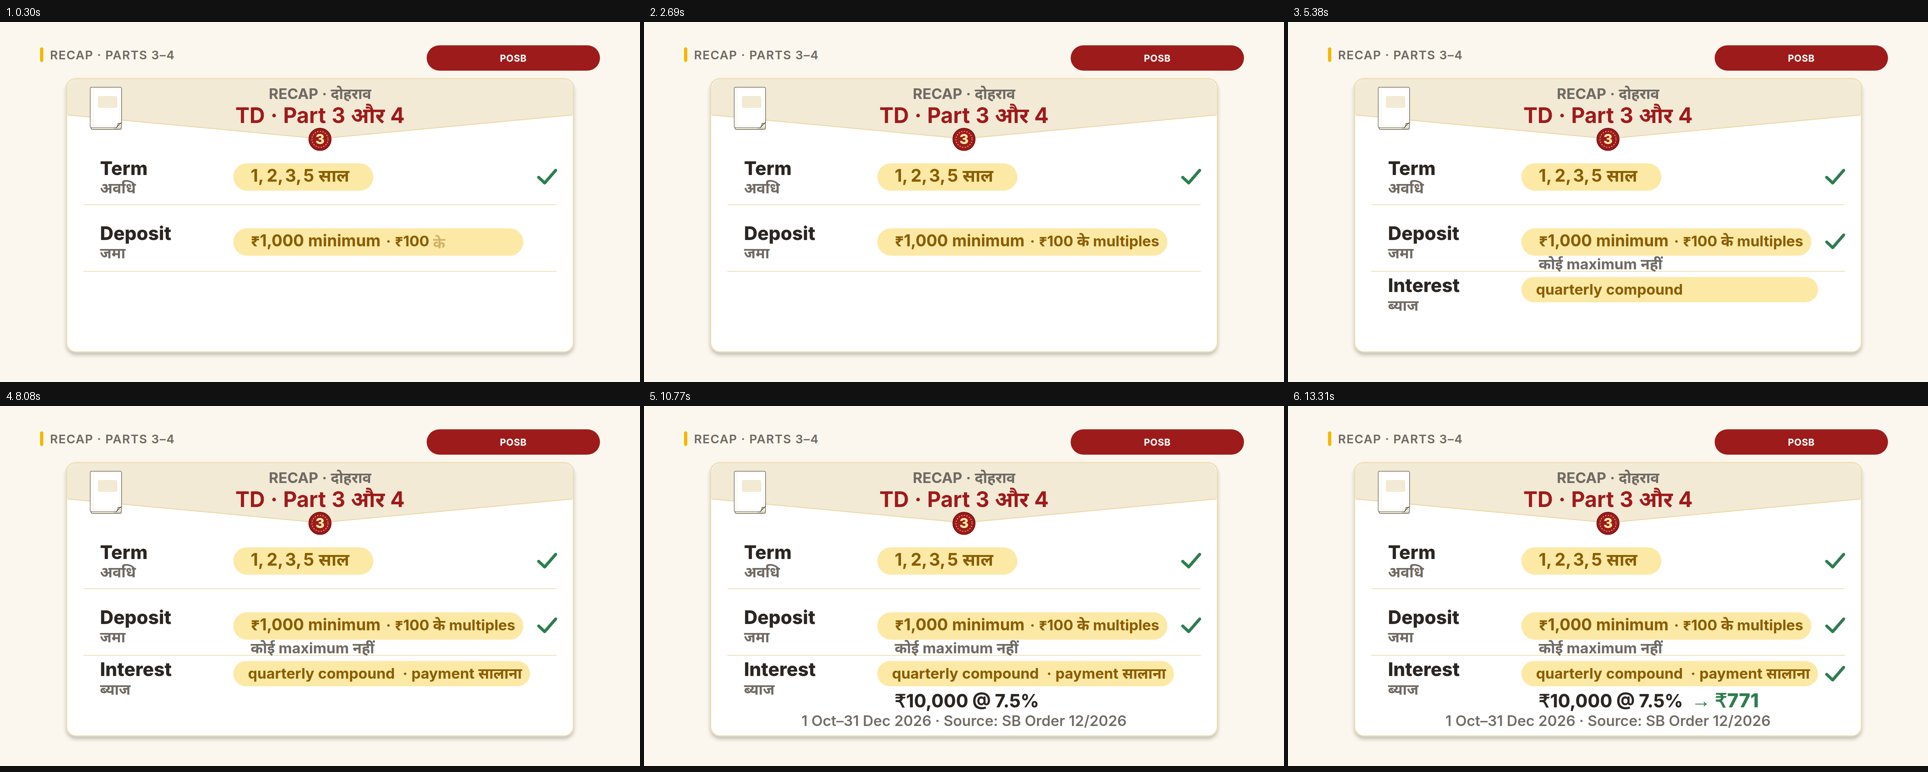 1. 0.30s
RECAP · PARTS 3–4
POSB
RECAP · दोहराव
TD · Part 3 और 4
3
Term
अवधि
1, 2, 3, 5 साल
Deposit
जमा
₹1,000 minimum · ₹100 के
2. 2.69s
RECAP · PARTS 3–4
POSB
RECAP · दोहराव
TD · Part 3 और 4
3
Term
अवधि
1, 2, 3, 5 साल
Deposit
जमा
₹1,000 minimum · ₹100 के multiples
3. 5.38s
RECAP · PARTS 3–4
POSB
RECAP · दोहराव
TD · Part 3 और 4
3
Term
अवधि
1, 2, 3, 5 साल
Deposit
जमा
₹1,000 minimum · ₹100 के multiples
कोई maximum नहीं
Interest
ब्याज
quarterly compound
4. 8.08s
RECAP · PARTS 3–4
POSB
RECAP · दोहराव
TD · Part 3 और 4
3
Term
अवधि
1, 2, 3, 5 साल
Deposit
जमा
₹1,000 minimum · ₹100 के multiples
कोई maximum नहीं
Interest
ब्याज
quarterly compound · payment सालाना
5. 10.77s
RECAP · PARTS 3–4
POSB
RECAP · दोहराव
TD · Part 3 और 4
3
Term
अवधि
1, 2, 3, 5 साल
Deposit
जमा
₹1,000 minimum · ₹100 के multiples
कोई maximum नहीं
Interest
ब्याज
quarterly compound · payment सालाना
₹10,000 @ 7.5%
1 Oct–31 Dec 2026 · Source: SB Order 12/2026
6. 13.31s
RECAP · PARTS 3–4
POSB
RECAP · दोहराव
TD · Part 3 और 4
3
Term
अवधि
1, 2, 3, 5 साल
Deposit
जमा
₹1,000 minimum · ₹100 के multiples
कोई maximum नहीं
Interest
ब्याज
quarterly compound · payment सालाना
₹10,000 @ 7.5% → ₹771
1 Oct–31 Dec 2026 · Source: SB Order 12/2026